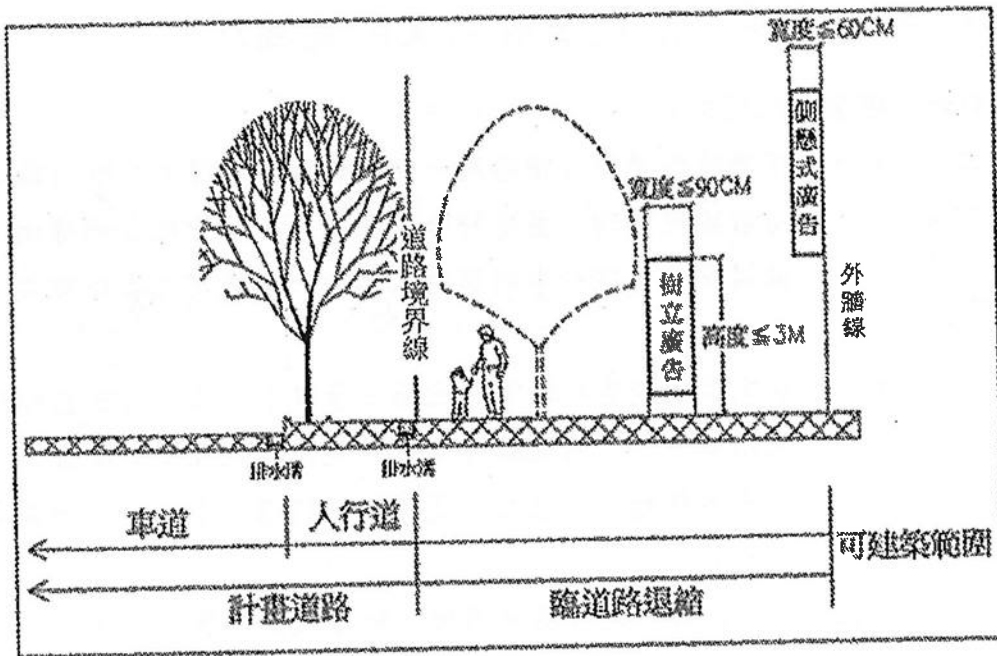 寬度≦60CM
側懸式廣告
寬度≦90CM
道路境界線
樹立廣告
高度≦3M
外牆線
排水溝
排水溝
車道
人行道
可建築範圍
計畫道路
臨道路退縮